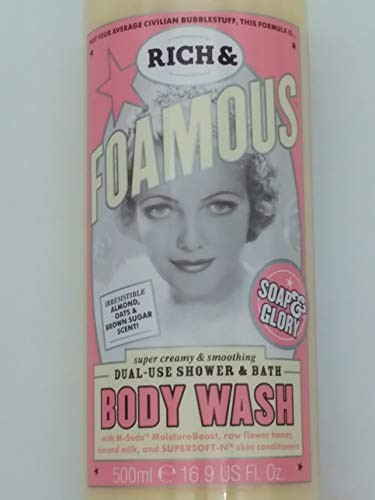 NOT YOUR AVERAGE CIVILIAN BUBBLESTUFF, THIS FORMULA IS...
RICH &
FOAMOUS
IRRESISTIBLE
ALMOND,
OATS &
BROWN SUGAR
SCENT!
SOAP &
GLORY
super creamy & smoothing
DUAL-USE SHOWER & BATH
BODY WASH
with M-Suds™ MoistureBoost, raw flower honey,
almond milk, and SUPERSOFT-N™ skin conditioners
500ml ℮ 16.9 US Fl. Oz.